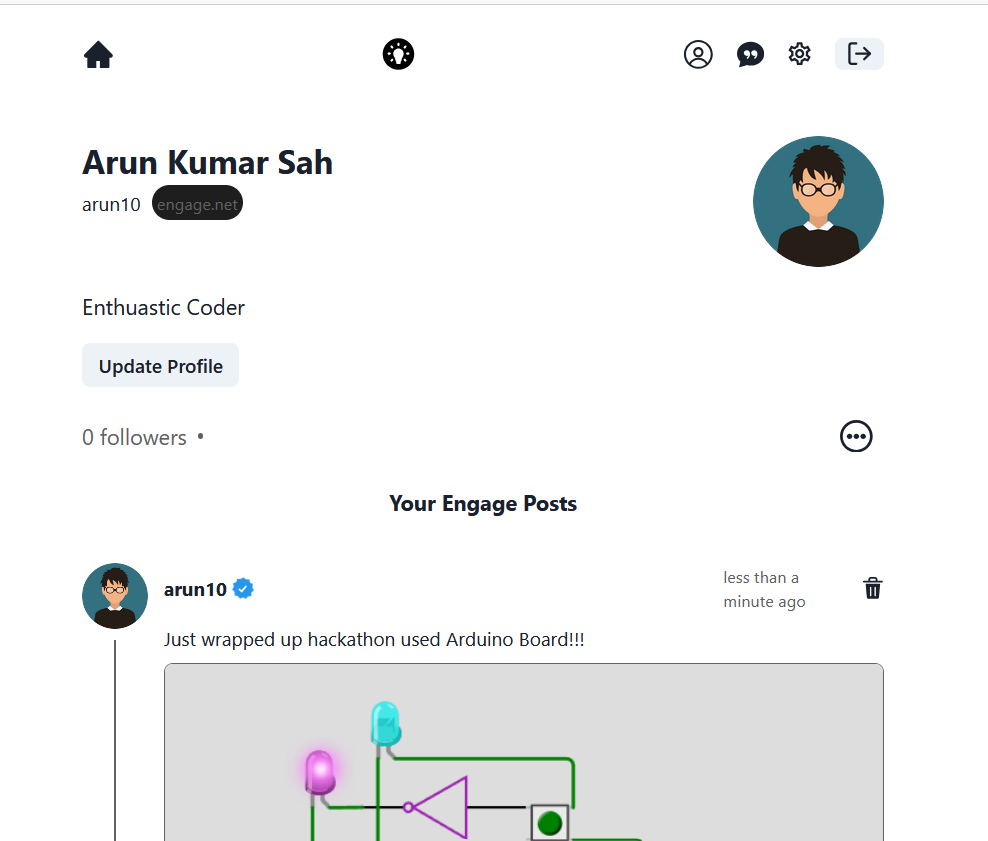 Arun Kumar Sah
arun10 engage.net
Enthuastic Coder
Update Profile
0 followers •
Your Engage Posts
arun10
less than a
minute ago
Just wrapped up hackathon used Arduino Board!!!